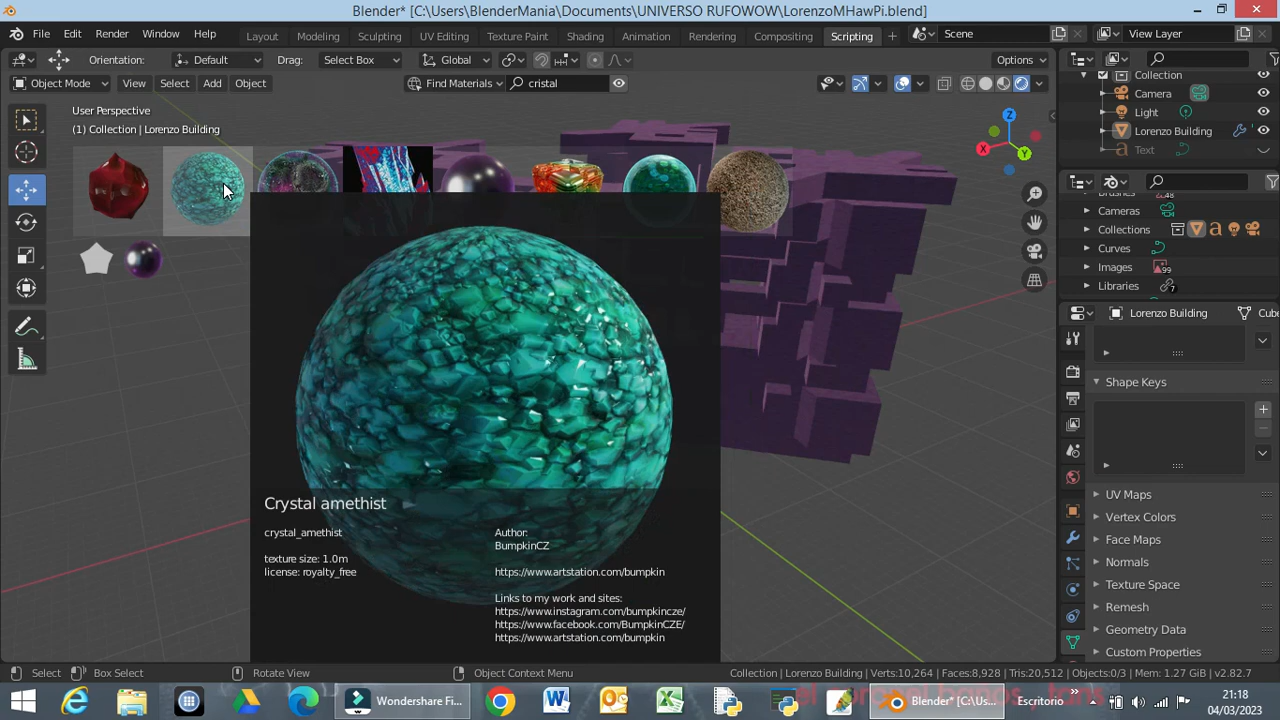 Blender* [C:\Users\BlenderMania\Documents\UNIVERSO RUFOWOW\LorenzoMHawPi.blend]
File Edit Render Window Help Layout Modeling Sculpting UV Editing Texture Paint Shading Animation Rendering Compositing Scripting + Scene View Layer
Orientation: Default Drag: Select Box Global Options
Object Mode View Select Add Object Find Materials cristal
User Perspective
(1) Collection | Lorenzo Building
X
Y
Z
Collection
Camera
Light
Lorenzo Building
Text
Cameras
Collections
Curves
Images 99
Libraries 7
Lorenzo Building Cube
Shape Keys
UV Maps
Vertex Colors
Face Maps
Normals
Texture Space
Remesh
Geometry Data
Custom Properties
Crystal amethist
crystal_amethist
texture size: 1.0m
license: royalty_free
Author:
BumpkinCZ
https://www.artstation.com/bumpkin
Links to my work and sites:
https://www.instagram.com/bumpkincze/
https://www.facebook.com/BumpkinCZE/
https://www.artstation.com/bumpkin
Select Box Select Rotate View Object Context Menu Collection | Lorenzo Building | Verts:10,264 | Faces:8,928 | Tris:20,512 | Objects:0/3 | Mem: 1.27 GiB | v2.82.7
Wondershare Fi... Blender* [C:\Us... Escritorio
21:18
04/03/2023